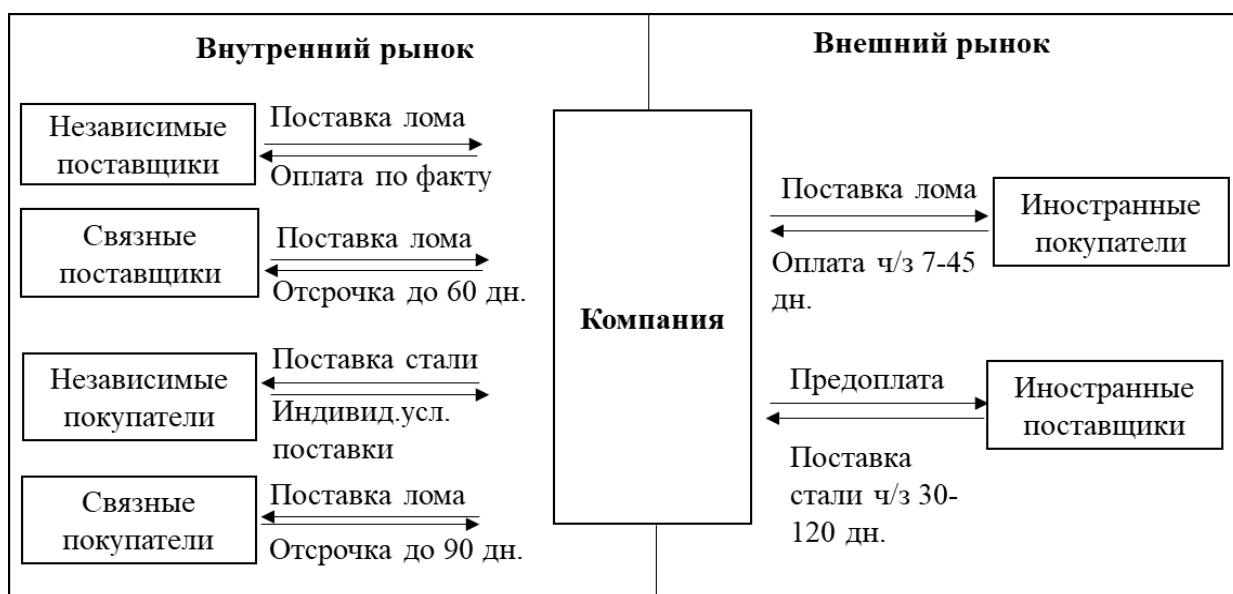 Внутренний рынок
Внешний рынок
Независимые
поставщики
Поставка лома
Оплата по факту
Связные
поставщики
Поставка лома
Отсрочка до 60 дн.
Независимые
покупатели
Поставка стали
Индивид.усл.
поставки
Связные
покупатели
Поставка лома
Отсрочка до 90 дн.
Компания
Поставка лома
Оплата ч/з 7-45
дн.
Иностранные
покупатели
Предоплата
Поставка
стали ч/з 30-
120 дн.
Иностранные
поставщики